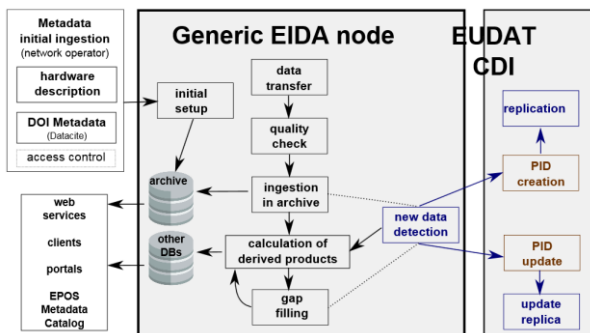 Metadata
initial ingestion
(network operator)
hardware
description
DOI Metadata
(Datacite)
access control
Generic EIDA node
EUDAT
CDI
data
transfer
initial
setup
quality
check
archive
ingestion
in archive
new data
detection
other
DBs
calculation of
derived products
gap
filling
replication
PID
creation
PID
update
update
replica
web
services
clients
portals
EPOS
Metadata
Catalog